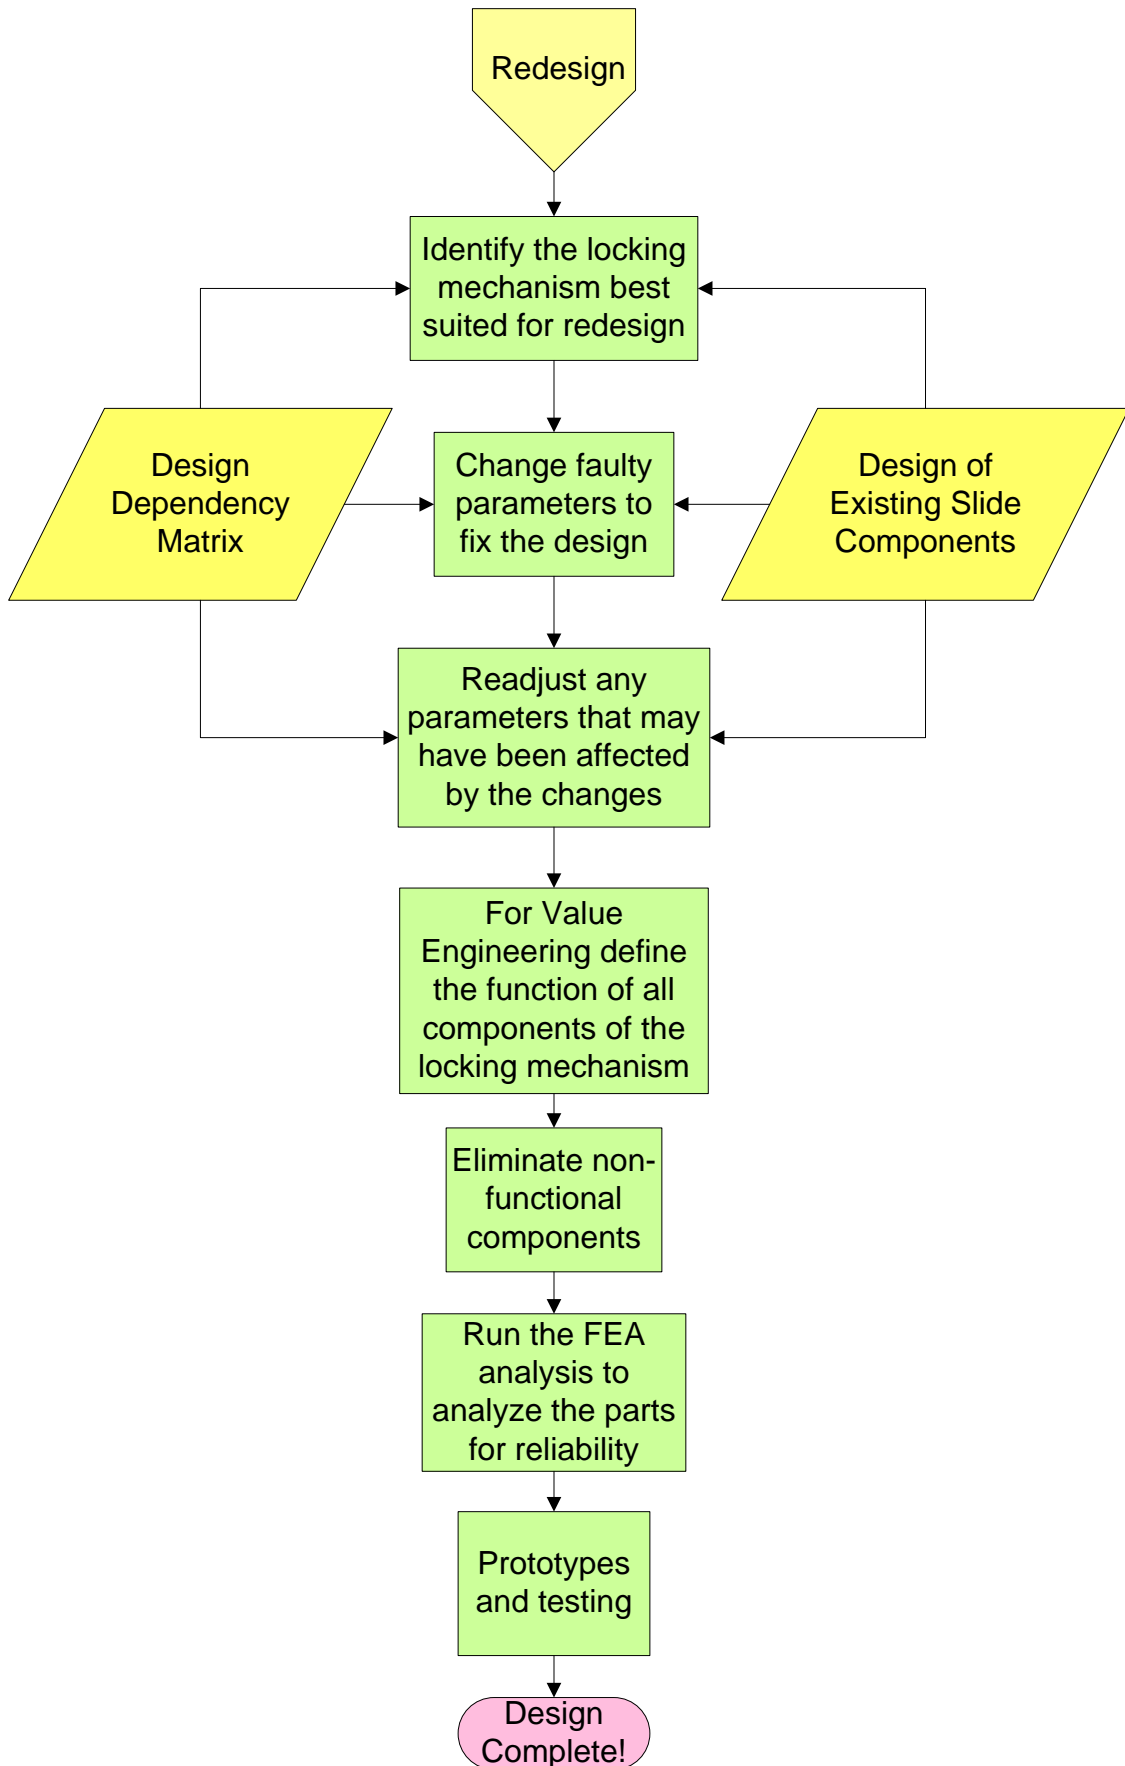 Redesign
Identify the locking
mechanism best
suited for redesign
Design
Dependency
Matrix
Change faulty
parameters to
fix the design
Design of
Existing Slide
Components
Readjust any
parameters that may
have been affected
by the changes
For Value
Engineering define
the function of all
components of the
locking mechanism
Eliminate non-
functional
components
Run the FEA
analysis to
analyze the parts
for reliability
Prototypes
and testing
Design
Complete!